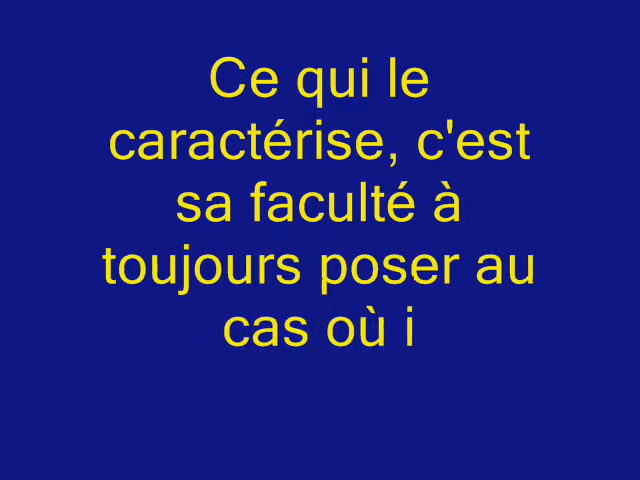 Ce qui le
caractérise, c'est
sa faculté à
toujours poser au
cas où i